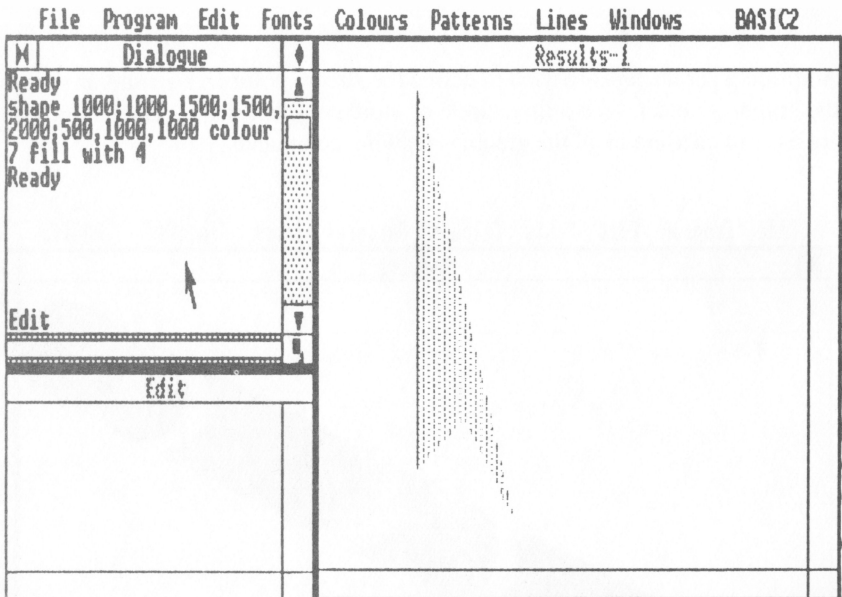 File Program Edit Fonts Colours Patterns Lines Windows BASIC2
Dialogue
Results-1
Ready
shape 1000;1000,1500;1500,
2000;500,1000,1000 colour
7 fill with 4
Ready
Edit
Edit